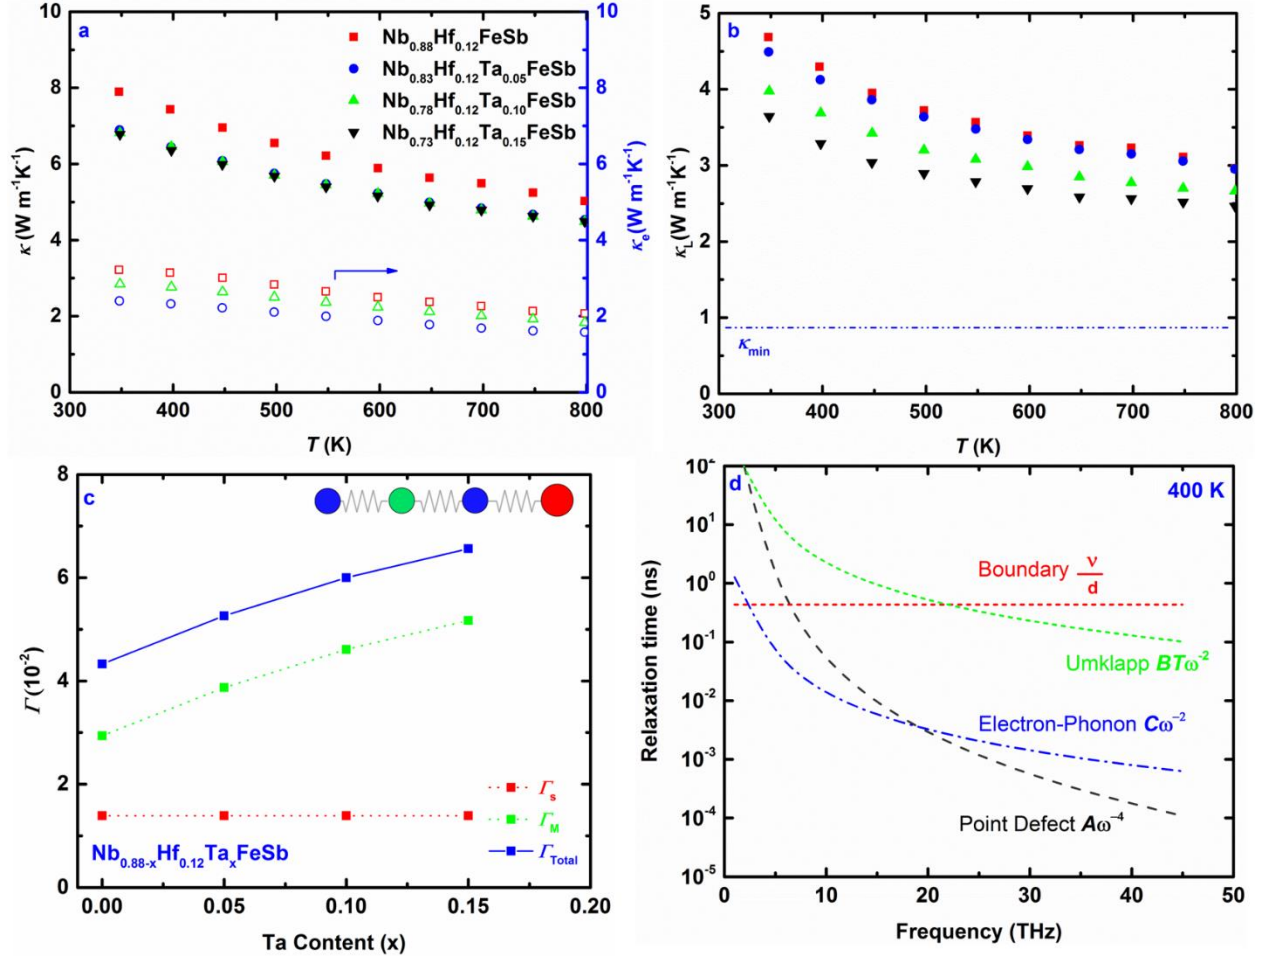 a
Nb0.88Hf0.12FeSb
Nb0.83Hf0.12Ta0.05FeSb
Nb0.78Hf0.12Ta0.10FeSb
Nb0.73Hf0.12Ta0.15FeSb
κ (W m-1K-1)
κe(W m-1K-1)
10
8
6
4
2
0
10
8
6
4
2
0
300 400 500 600 700 800
T (K)
b
κL(W m-1K-1)
5
4
3
2
1
0
κmin
300 400 500 600 700 800
T (K)
c
Γ(10-2)
8
6
4
2
0
Γs
ΓM
ΓTotal
Nb0.88-xHf0.12TaxFeSb
0.00 0.05 0.10 0.15 0.20
Ta Content (x)
d
400 K
Relaxation time (ns)
10²
10¹
10⁰
10-1
10-2
10-3
10-4
10-5
Boundary ν/d
Umklapp BTω-2
Electron-Phonon Cω-2
Point Defect Aω-4
0 10 20 30 40 50
Frequency (THz)